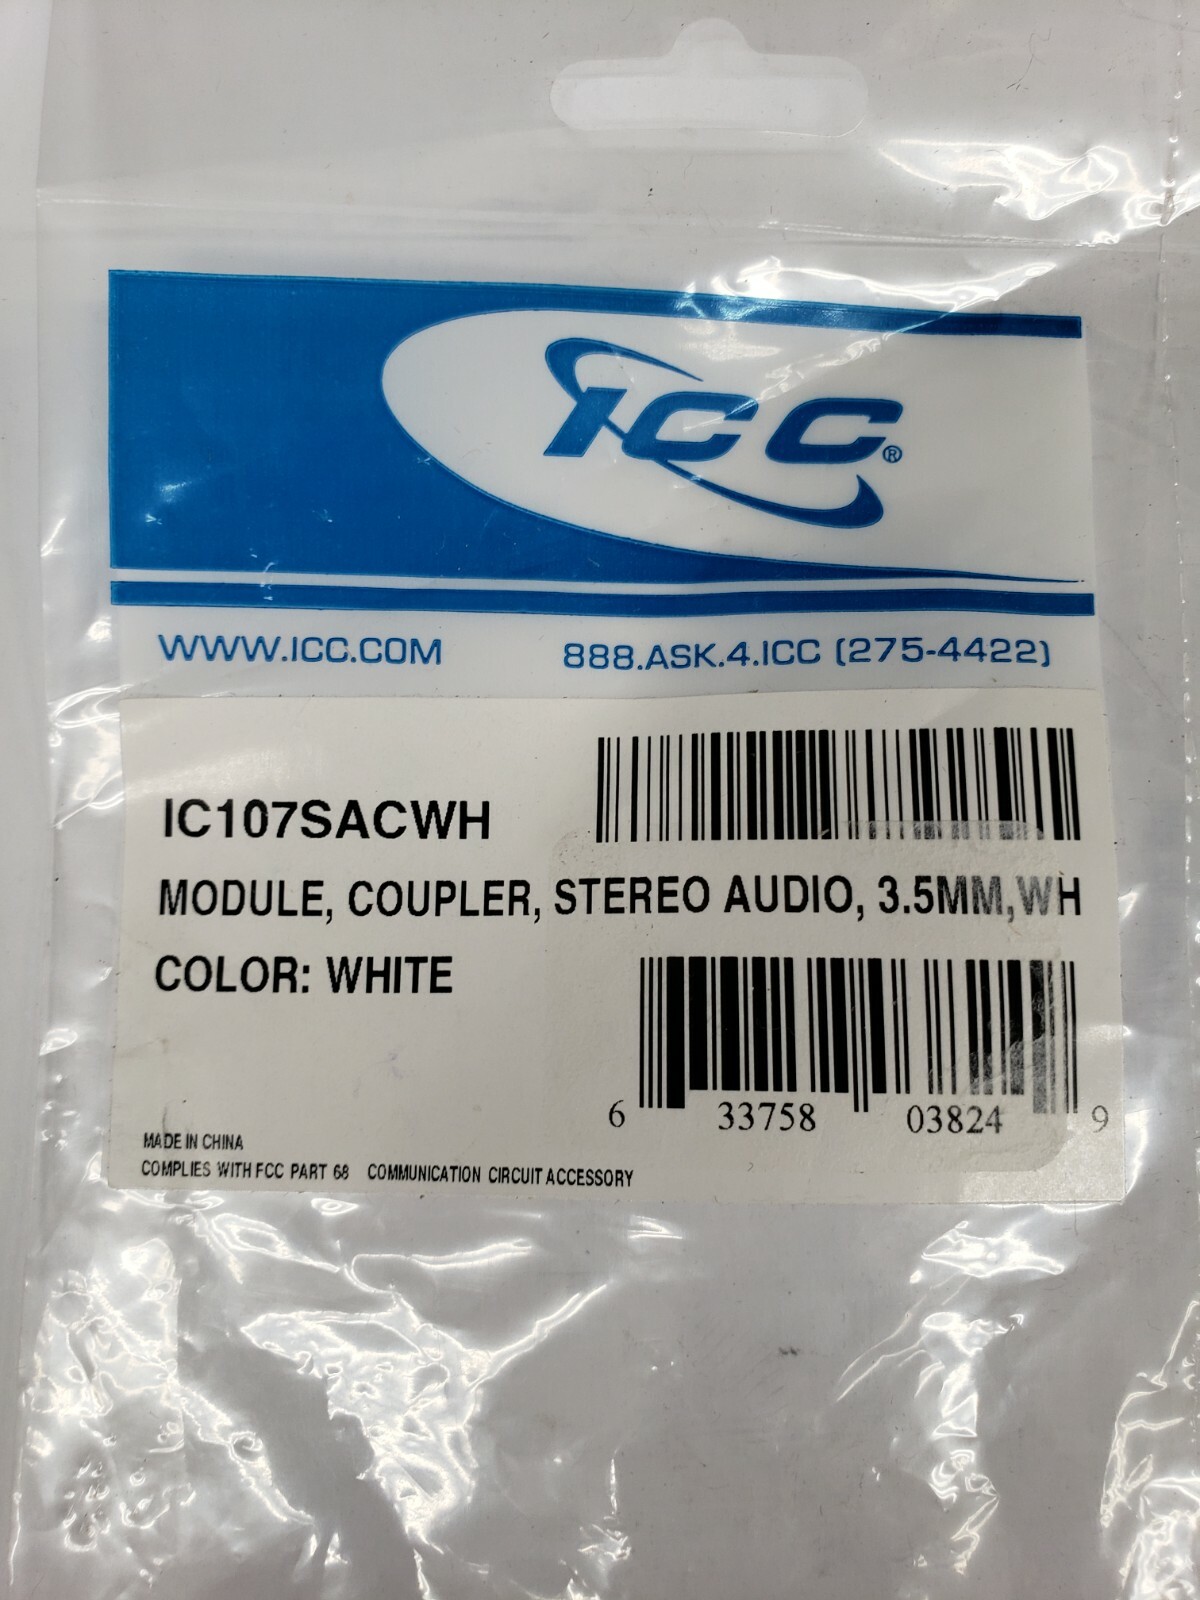 ICC®
WWW.ICC.COM 888.ASK.4.ICC (275-4422)
IC107SACWH
MODULE, COUPLER, STEREO AUDIO, 3.5MM,WH
COLOR: WHITE
6 33758 03824 9
MADE IN CHINA
COMPLIES WITH FCC PART 68 COMMUNICATION CIRCUIT ACCESSORY